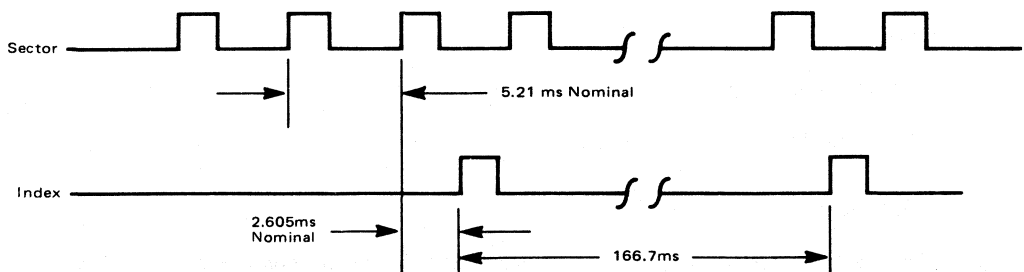 Sector
5.21 ms Nominal
Index
2.605ms
Nominal
166.7ms